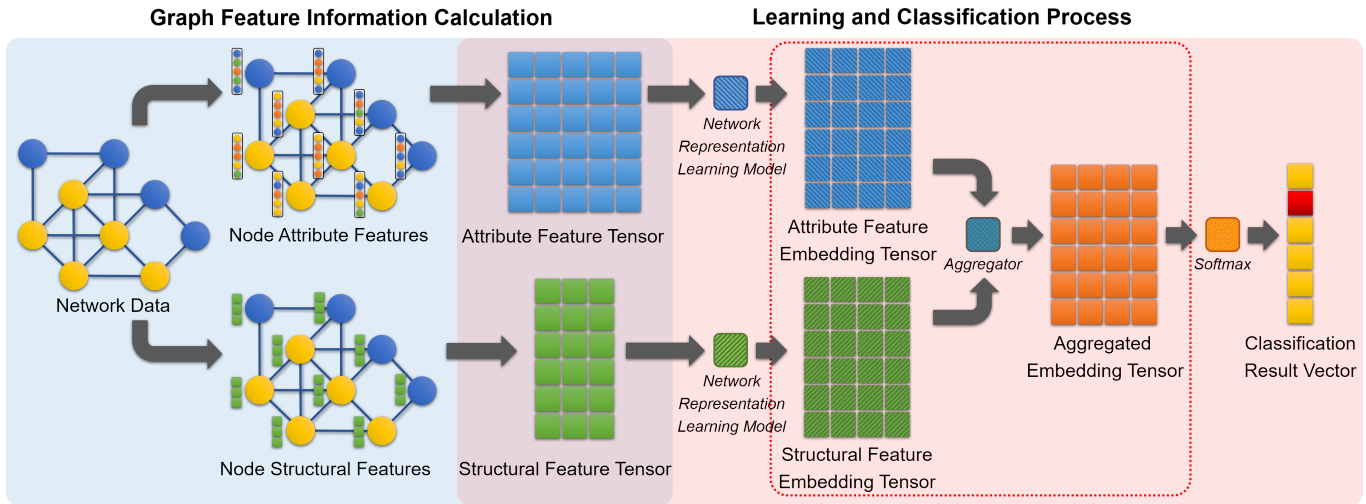 Graph Feature Information Calculation
Learning and Classification Process
Network Data
Node Attribute Features
Attribute Feature Tensor
Network
Representation
Learning Model
Attribute Feature
Embedding Tensor
Node Structural Features
Structural Feature Tensor
Network
Representation
Learning Model
Structural Feature
Embedding Tensor
Aggregator
Aggregated
Embedding Tensor
Softmax
Classification
Result Vector